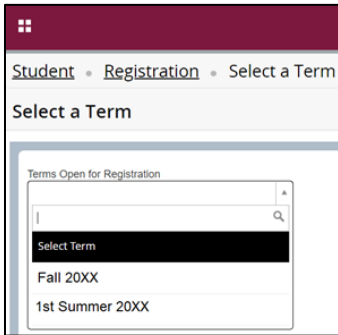 Student • Registration • Select a Term
Select a Term
Terms Open for Registration
Select Term
Fall 20XX
1st Summer 20XX